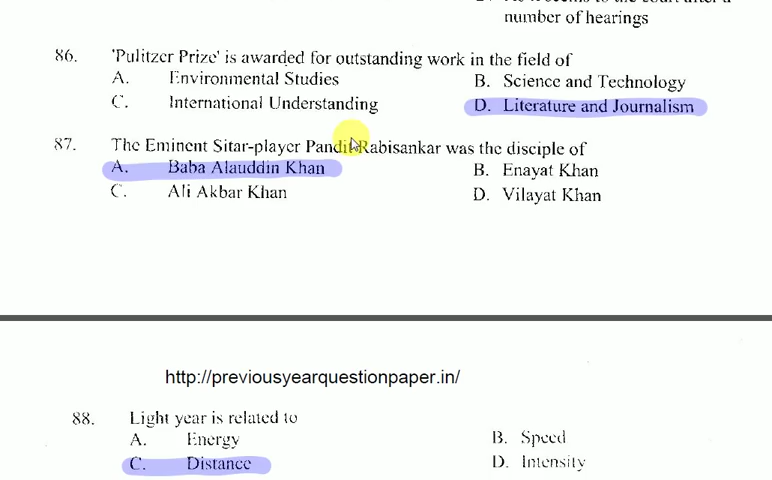 number of hearings
86. 'Pulitzer Prize' is awarded for outstanding work in the field of
A. Environmental Studies B. Science and Technology
C. International Understanding D. Literature and Journalism
87. The Eminent Sitar-player Pandit Rabisankar was the disciple of
A. Baba Alauddin Khan B. Enayat Khan
C. Ali Akbar Khan D. Vilayat Khan
http://previousyearquestionpaper.in/
88. Light year is related to
A. Energy B. Speed
C. Distance D. Intensity